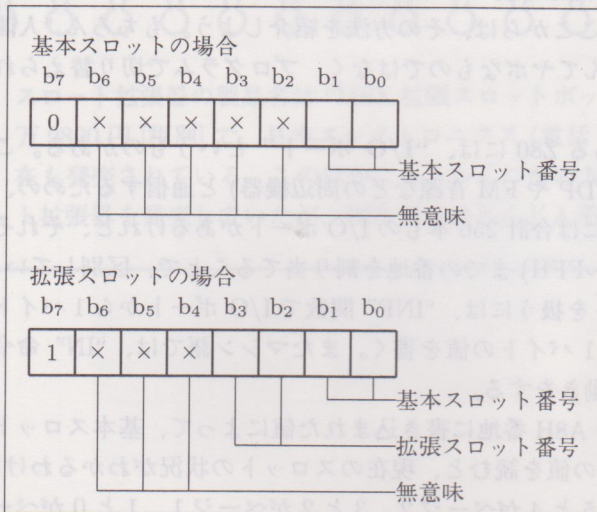 基本スロットの場合
b7 b6 b5 b4 b3 b2 b1 b0
0 × × × × ×
基本スロット番号
無意味
拡張スロットの場合
b7 b6 b5 b4 b3 b2 b1 b0
1 × × ×
基本スロット番号
拡張スロット番号
無意味